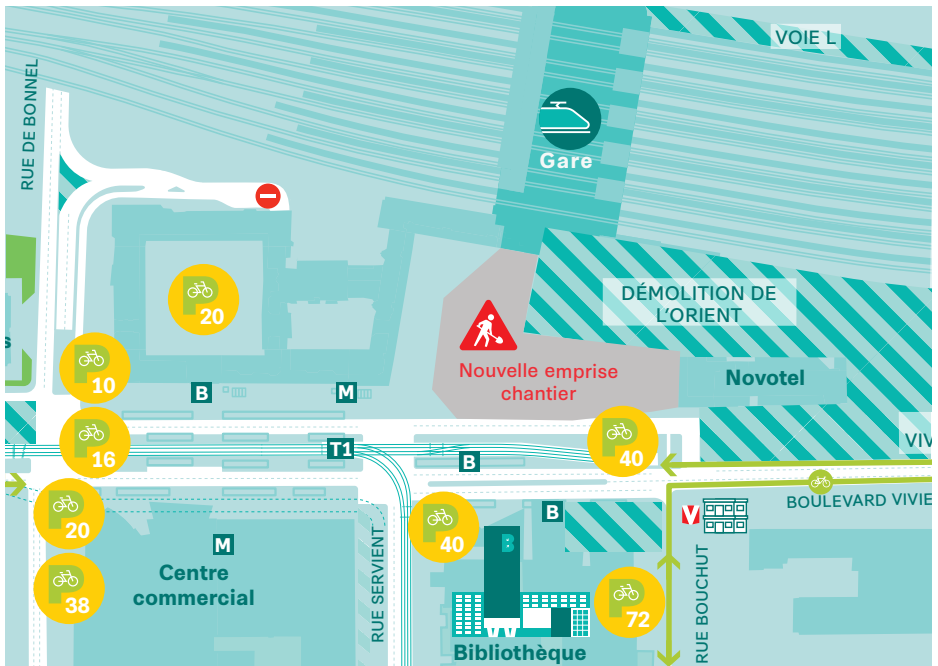 VOIE L
RUE DE BONNEL
Gare
P 20
DÉMOLITION DE
L'ORIENT
s
P 10
Nouvelle emprise
chantier
Novotel
B
M
P 16
T1
P 40
B
VIV
P 20
P 40
B
BOULEVARD VIVIE
V
M
B
Centre
commercial
RUE SERVIENT
RUE BOUCHUT
P 38
P 72
Bibliothèque